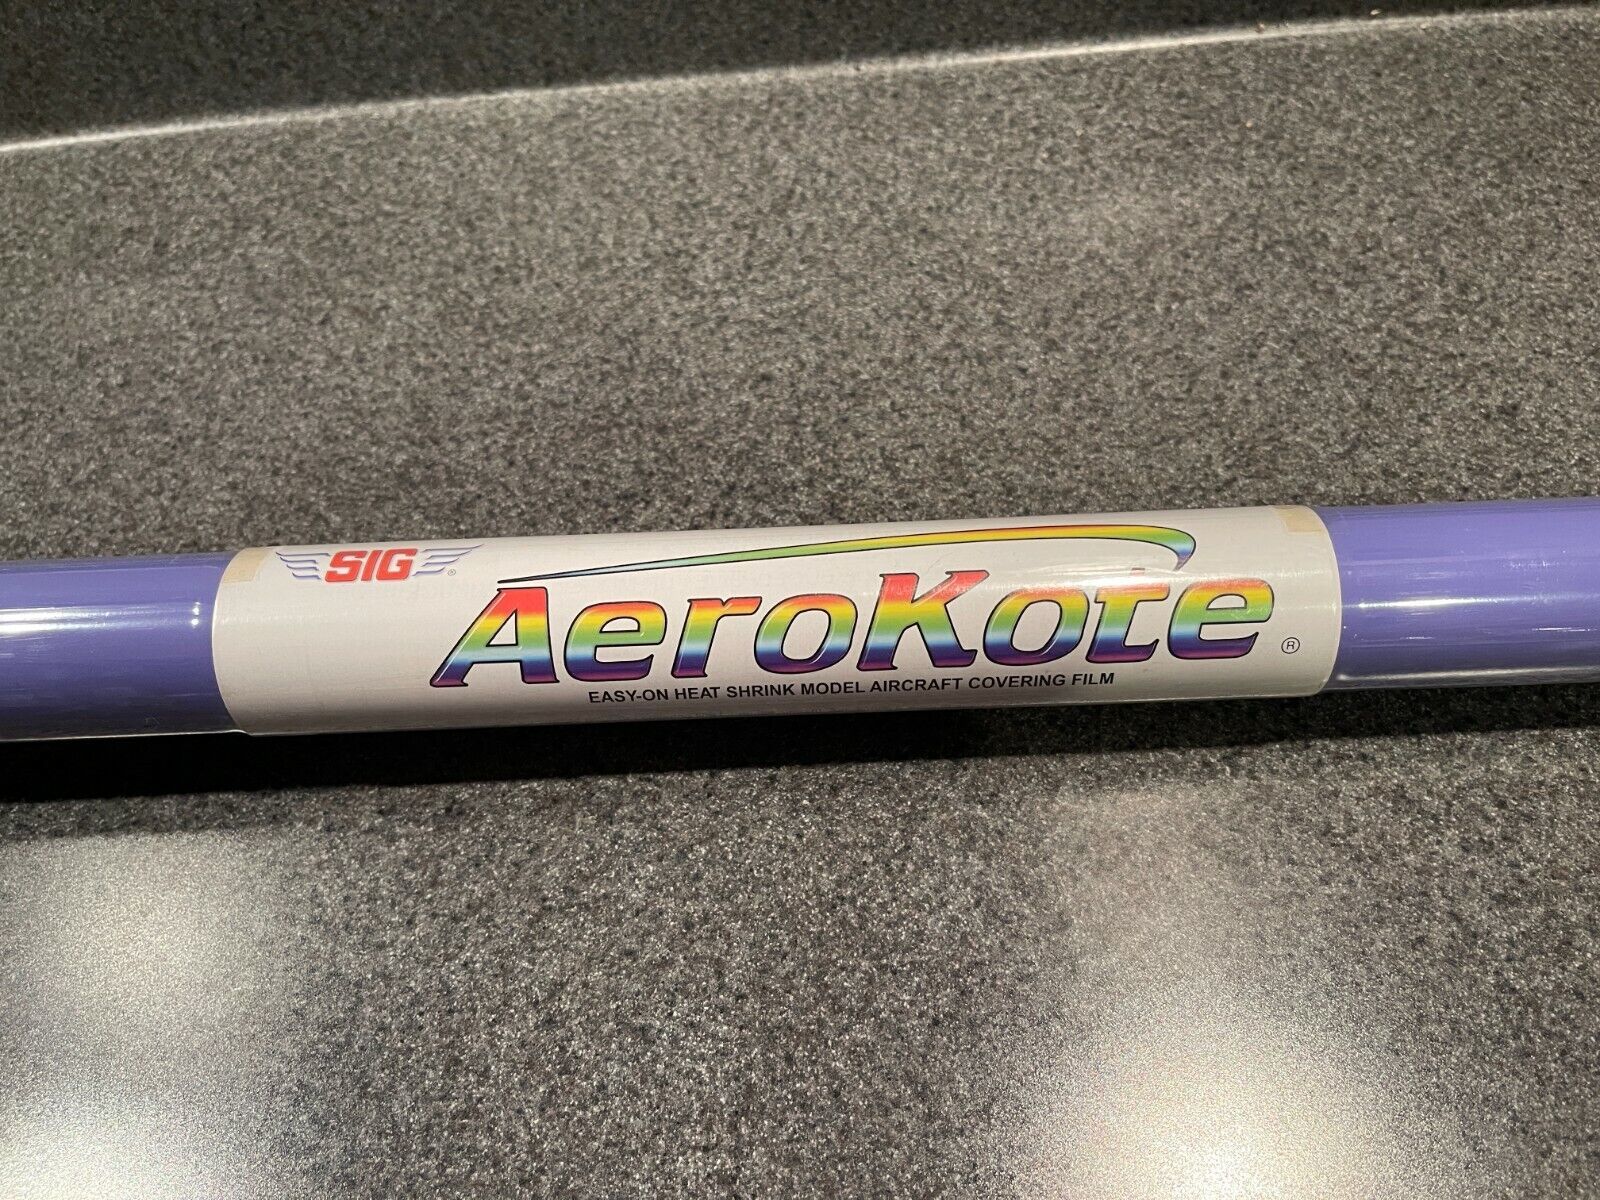 SIG®
AeroKote®
EASY-ON HEAT SHRINK MODEL AIRCRAFT COVERING FILM